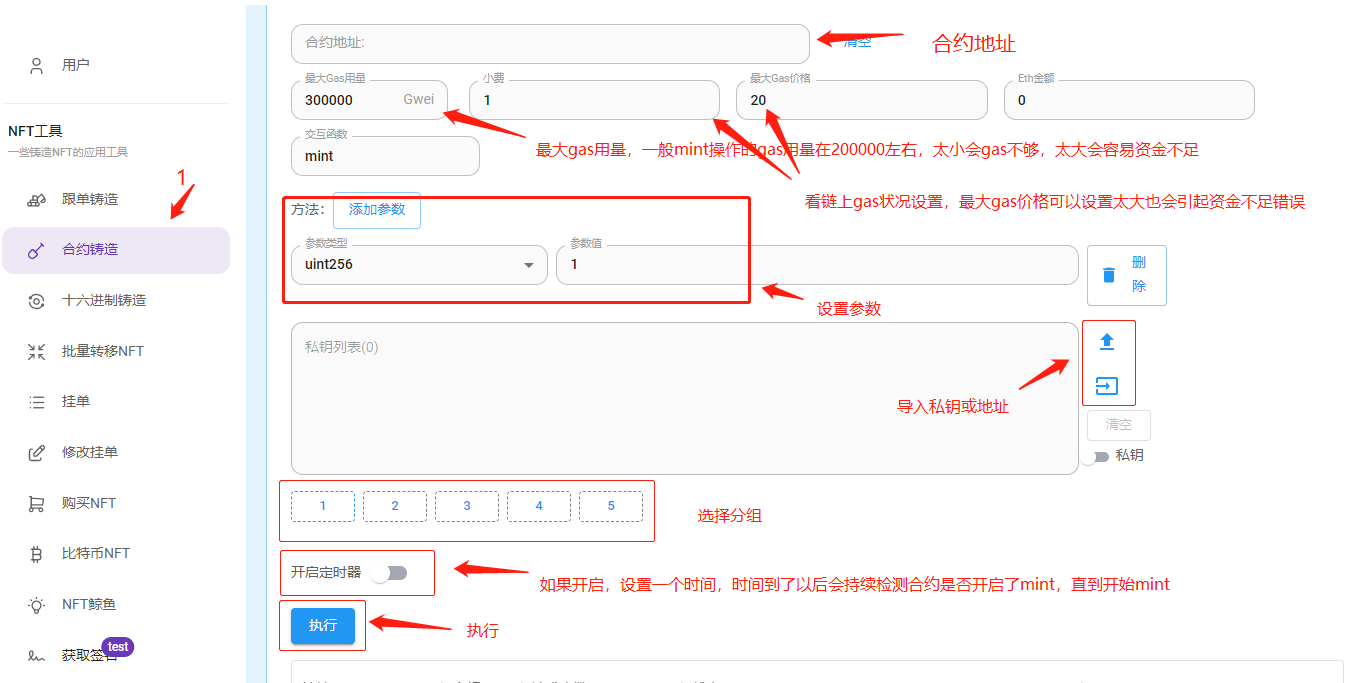 用户
NFT工具
一些铸造NFT的应用工具
1
跟单铸造
合约铸造
十六进制铸造
批量转移NFT
挂单
修改挂单
购买NFT
比特币NFT
NFT鲸鱼
test
获取签名
合约地址:
清空
合约地址
最大Gas用量
300000 Gwei
小费
1
最大Gas价格
20
Eth金额
0
交互函数
mint
最大gas用量，一般mint操作的gas用量在200000左右，太小会gas不够，太大会容易资金不足
看链上gas状况设置，最大gas价格可以设置太大也会引起资金不足错误
方法:
添加参数
参数类型
uint256
参数值
1
删
除
设置参数
私钥列表(0)
导入私钥或地址
清空
私钥
1 2 3 4 5
选择分组
开启定时器
如果开启，设置一个时间，时间到了以后会持续检测合约是否开启了mint，直到开始mint
执行
执行